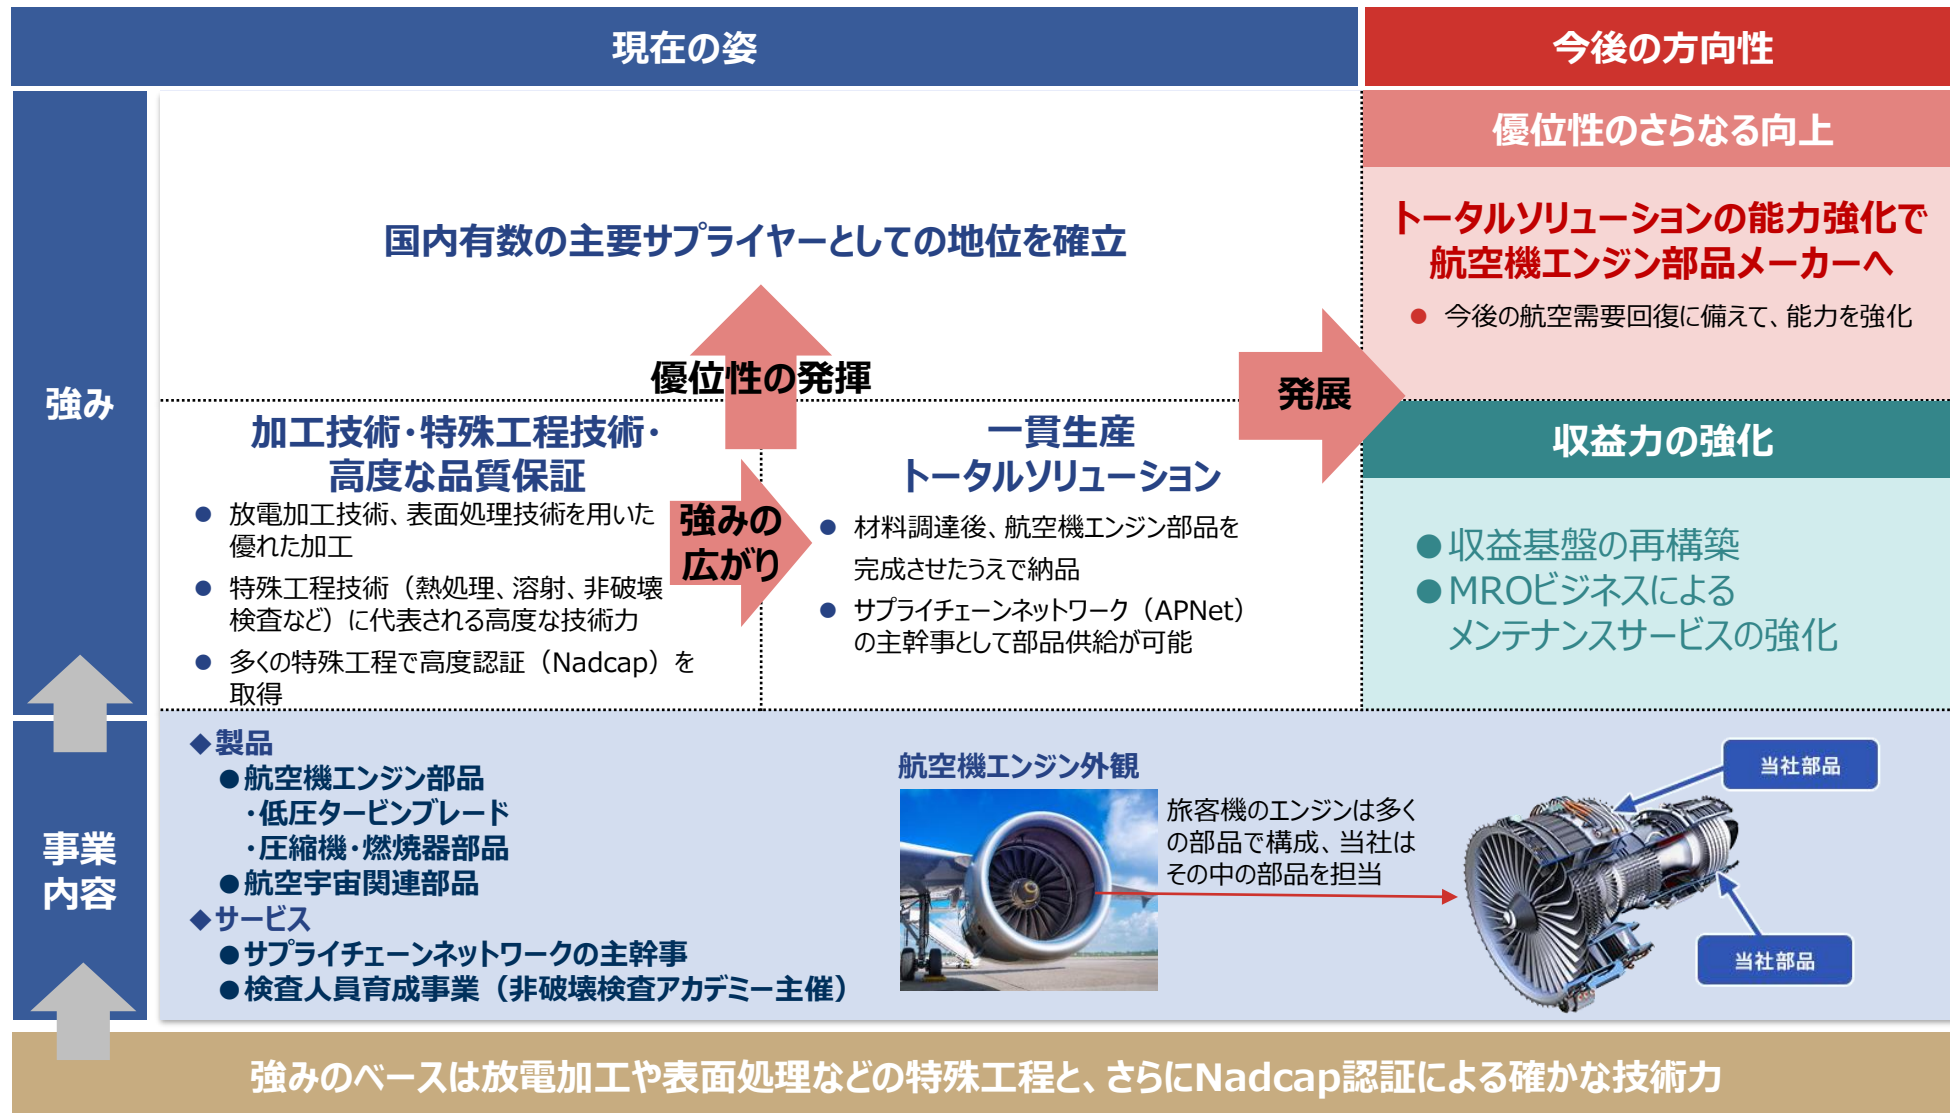 現在の姿
今後の方向性
強み
国内有数の主要サプライヤーとしての地位を確立
優位性の発揮
加工技術・特殊工程技術・
高度な品質保証
● 放電加工技術、表面処理技術を用いた
優れた加工
● 特殊工程技術（熱処理、溶射、非破壊
検査など）に代表される高度な技術力
● 多くの特殊工程で高度認証（Nadcap）を
取得
強みの
広がり
一貫生産
トータルソリューション
● 材料調達後、航空機エンジン部品を
完成させたうえで納品
● サプライチェーンネットワーク（APNet）
の主幹事として部品供給が可能
発展
優位性のさらなる向上
トータルソリューションの能力強化で
航空機エンジン部品メーカーへ
● 今後の航空需要回復に備えて、能力を強化
収益力の強化
●収益基盤の再構築
●MROビジネスによる
メンテナンスサービスの強化
事業
内容
◆製品
●航空機エンジン部品
・低圧タービンブレード
・圧縮機・燃焼器部品
●航空宇宙関連部品
◆サービス
●サプライチェーンネットワークの主幹事
●検査人員育成事業（非破壊検査アカデミー主催）
航空機エンジン外観
旅客機のエンジンは多く
の部品で構成、当社は
その中の部品を担当
当社部品
当社部品
強みのベースは放電加工や表面処理などの特殊工程と、さらにNadcap認証による確かな技術力